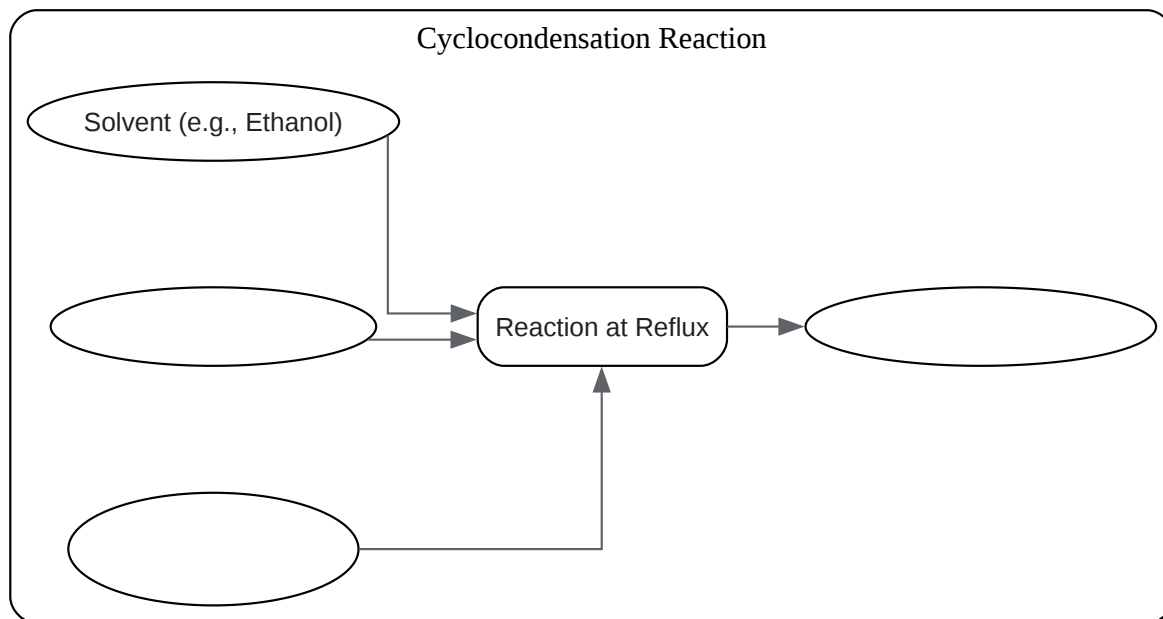 Cyclocondensation Reaction
Solvent (e.g., Ethanol)
Reaction at Reflux